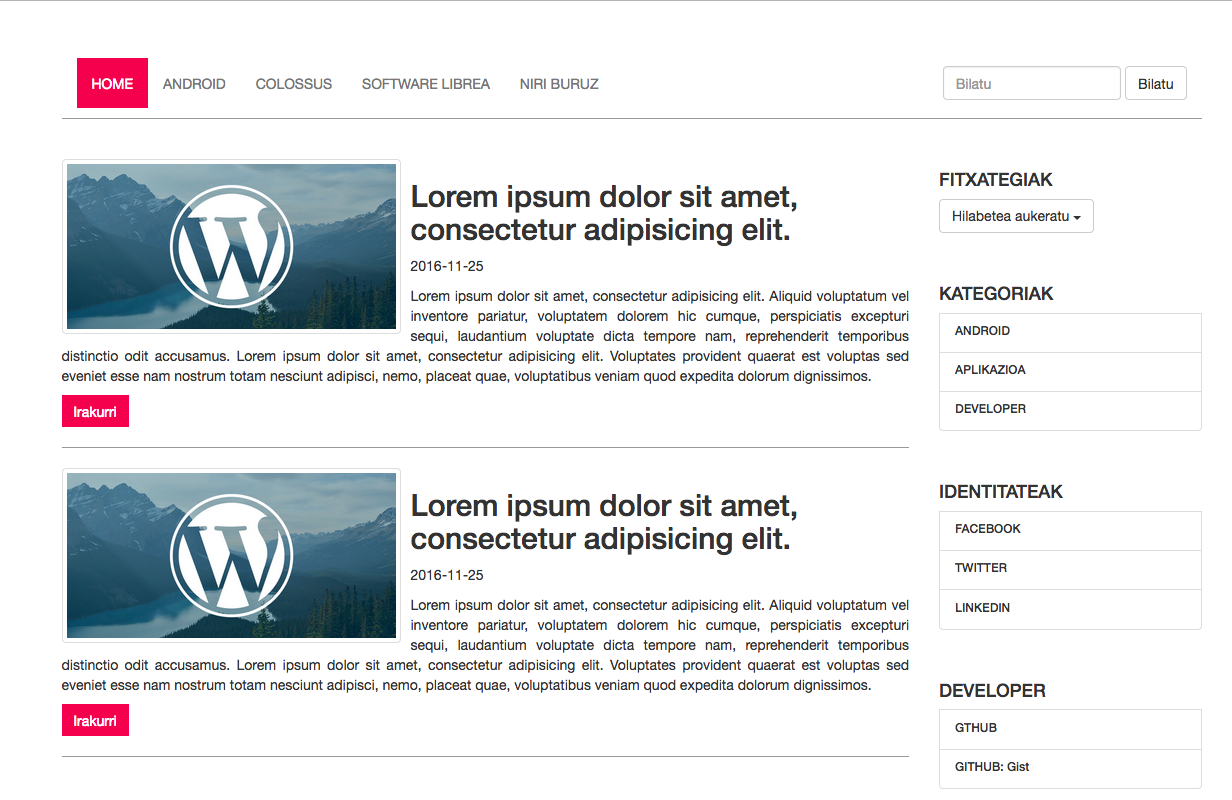 HOME ANDROID COLOSSUS SOFTWARE LIBREA NIRI BURUZ Bilatu Bilatu
Lorem ipsum dolor sit amet,
consectetur adipisicing elit.
2016-11-25
Lorem ipsum dolor sit amet, consectetur adipisicing elit. Aliquid voluptatum vel
inventore pariatur, voluptatem dolorem hic cumque, perspiciatis excepturi
sequi, laudantium voluptate dicta tempore nam, reprehenderit temporibus
distinctio odit accusamus. Lorem ipsum dolor sit amet, consectetur adipisicing elit. Voluptates provident quaerat est voluptas sed
eveniet esse nam nostrum totam nesciunt adipisci, nemo, placeat quae, voluptatibus veniam quod expedita dolorum dignissimos.
Irakurri
Lorem ipsum dolor sit amet,
consectetur adipisicing elit.
2016-11-25
Lorem ipsum dolor sit amet, consectetur adipisicing elit. Aliquid voluptatum vel
inventore pariatur, voluptatem dolorem hic cumque, perspiciatis excepturi
sequi, laudantium voluptate dicta tempore nam, reprehenderit temporibus
distinctio odit accusamus. Lorem ipsum dolor sit amet, consectetur adipisicing elit. Voluptates provident quaerat est voluptas sed
eveniet esse nam nostrum totam nesciunt adipisci, nemo, placeat quae, voluptatibus veniam quod expedita dolorum dignissimos.
Irakurri
FITXATEGIAK
Hilabetea aukeratu
KATEGORIAK
ANDROID
APLIKAZIOA
DEVELOPER
IDENTITATEAK
FACEBOOK
TWITTER
LINKEDIN
DEVELOPER
GTHUB
GITHUB: Gist